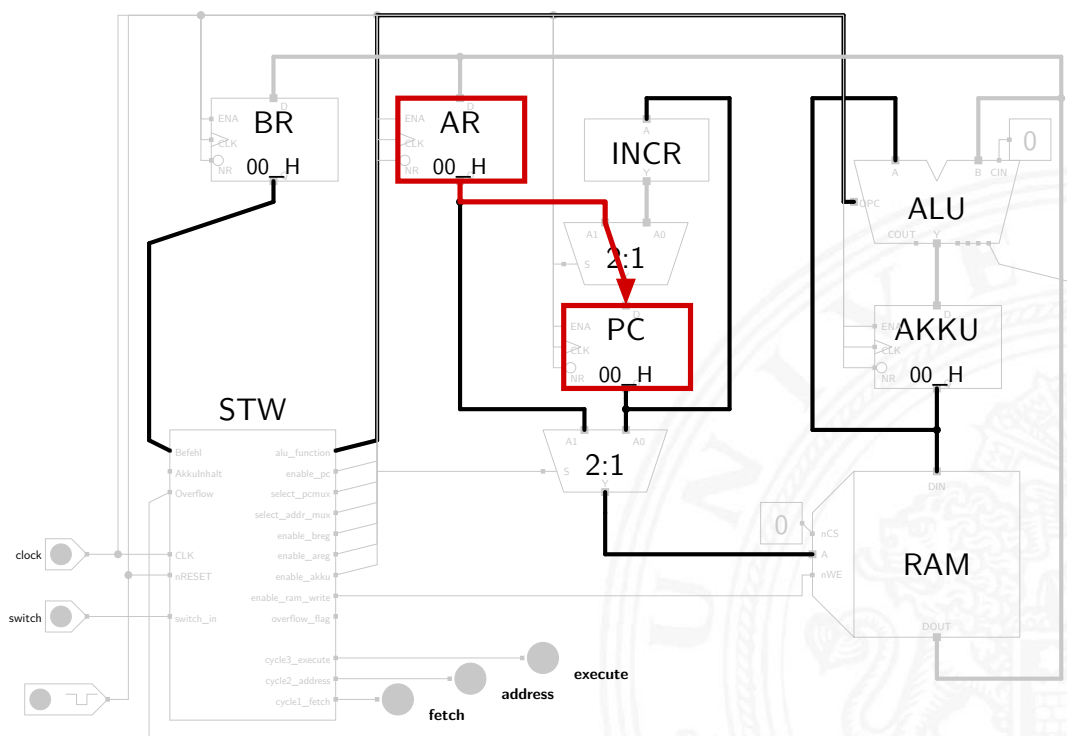 D
D
BR
AR
A
ENA
ENA
CLK
CLK
NR
NR
00_H
00_H
INCR
Y
0
A
B
CIN
OPC
ALU
COUT
Y
A1
A0
S
2:1
D
PC
ENA
CLK
NR
00_H
D
AKKU
ENA
CLK
NR
00_H
STW
Befehl
AkkuInhalt
Overflow
CLK
nRESET
switch_in
alu_function
enable_pc
select_pcmux
select_addr_mux
enable_breg
enable_areg
enable_akku
enable_ram_write
overflow_flag
cycle3_execute
cycle2_address
cycle1_fetch
A1
A0
S
2:1
Y
DIN
0
nCS
A
nWE
RAM
DOUT
clock
switch
execute
address
fetch